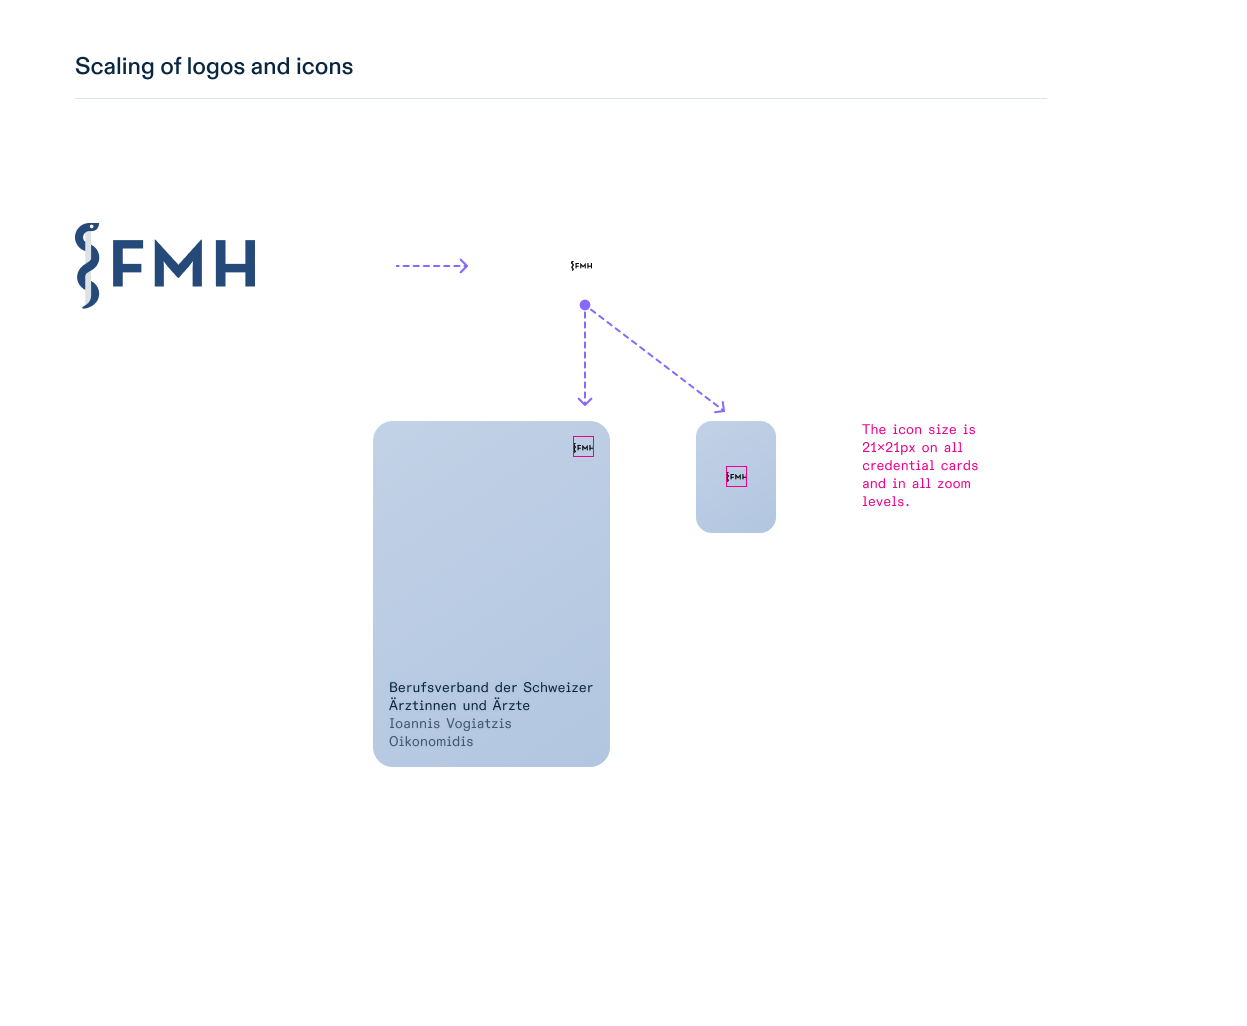 Scaling of logos and icons
FMH
FMH
FMH
FMH
The icon size is
21×21px on all
credential cards
and in all zoom
levels.
Berufsverband der Schweizer
Ärztinnen und Ärzte
Ioannis Vogiatzis
Oikonomidis